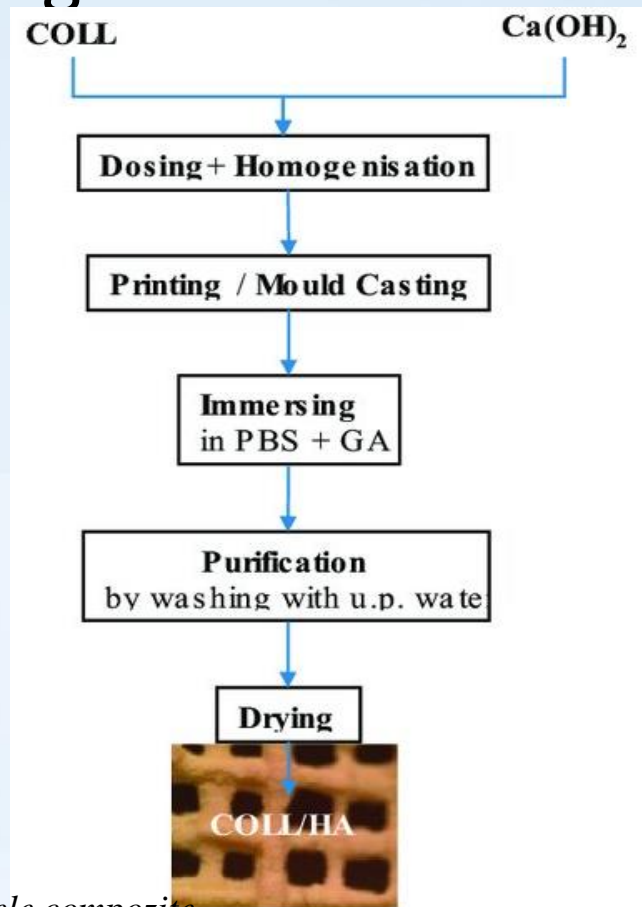 COLL
Ca(OH)₂
Dosing + Homogenisation
Printing / Mould Casting
Immersing
in PBS + GA
Purification
by washing with u.p. wate
Drying
COLL/HA
composite